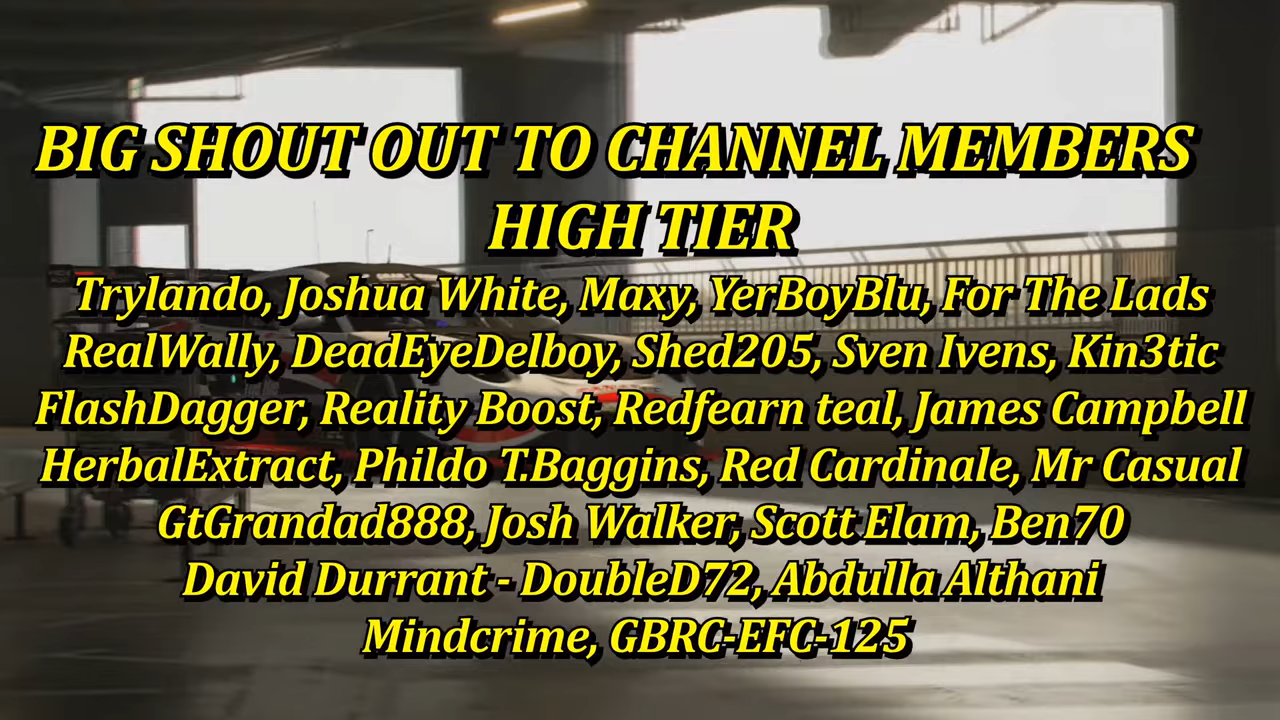 BIG SHOUT OUT TO CHANNEL MEMBERS
HIGH TIER
Trylando, Joshua White, Maxy, YerBoyBlu, For The Lads
RealWally, DeadEyeDelboy, Shed205, Sven Ivens, Kin3tic
FlashDagger, Reality Boost, Redfearn teal, James Campbell
HerbalExtract, Phildo T.Baggins, Red Cardinale, Mr Casual
GtGrandad888, Josh Walker, Scott Elam, Ben70
David Durrant - DoubleD72, Abdulla Althani
Mindcrime, GBRC-EFC-125